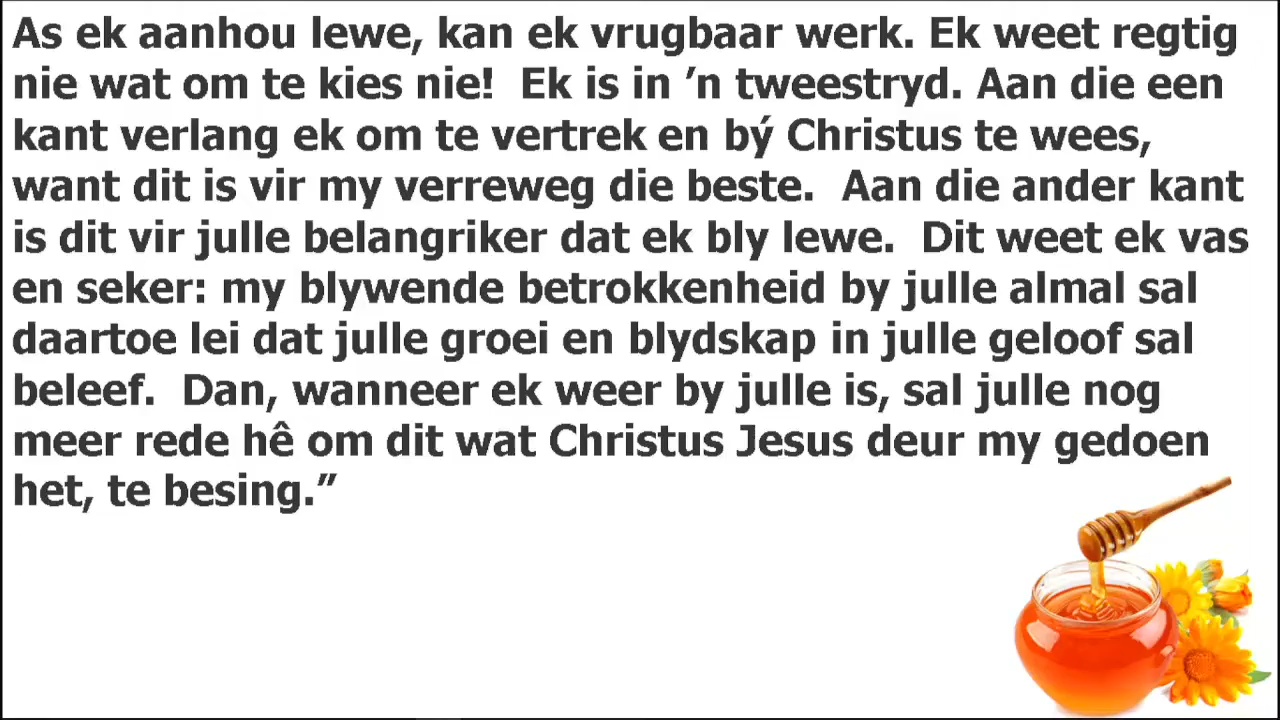 As ek aanhou lewe, kan ek vrugbaar werk. Ek weet regtig
nie wat om te kies nie!  Ek is in ’n tweestryd. Aan die een
kant verlang ek om te vertrek en bý Christus te wees,
want dit is vir my verreweg die beste.  Aan die ander kant
is dit vir julle belangriker dat ek bly lewe.  Dit weet ek vas
en seker: my blywende betrokkenheid by julle almal sal
daartoe lei dat julle groei en blydskap in julle geloof sal
beleef.  Dan, wanneer ek weer by julle is, sal julle nog
meer rede hê om dit wat Christus Jesus deur my gedoen
het, te besing.”